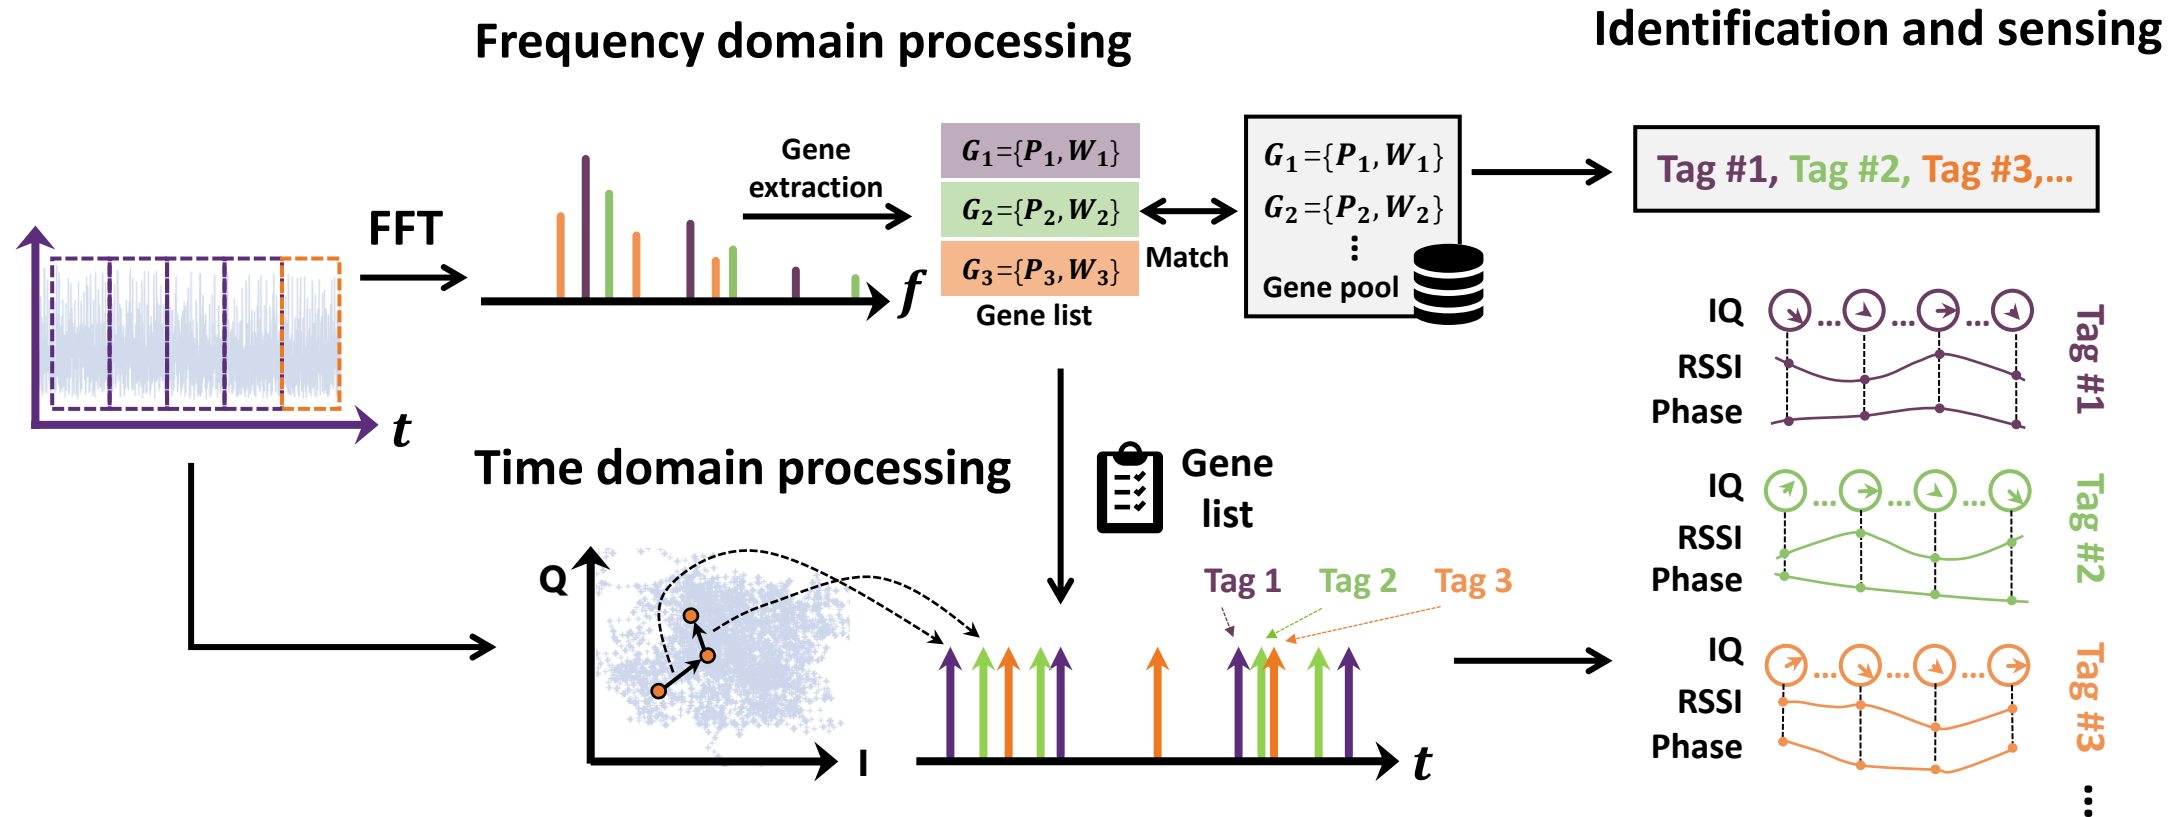 Frequency domain processing
Identification and sensing
FFT
t
Gene
extraction
f
G1={P1,W1}
G2={P2,W2}
G3={P3,W3}
Gene list
Match
G1={P1,W1}
G2={P2,W2}
⋮
Gene pool
Tag #1, Tag #2, Tag #3,...
Time domain processing
Gene
list
Q
I
Tag 1
Tag 2
Tag 3
t
IQ
... ... ...
RSSI
Phase
Tag #1
IQ
... ... ...
RSSI
Phase
Tag #2
IQ
... ... ...
RSSI
Phase
Tag #3
...